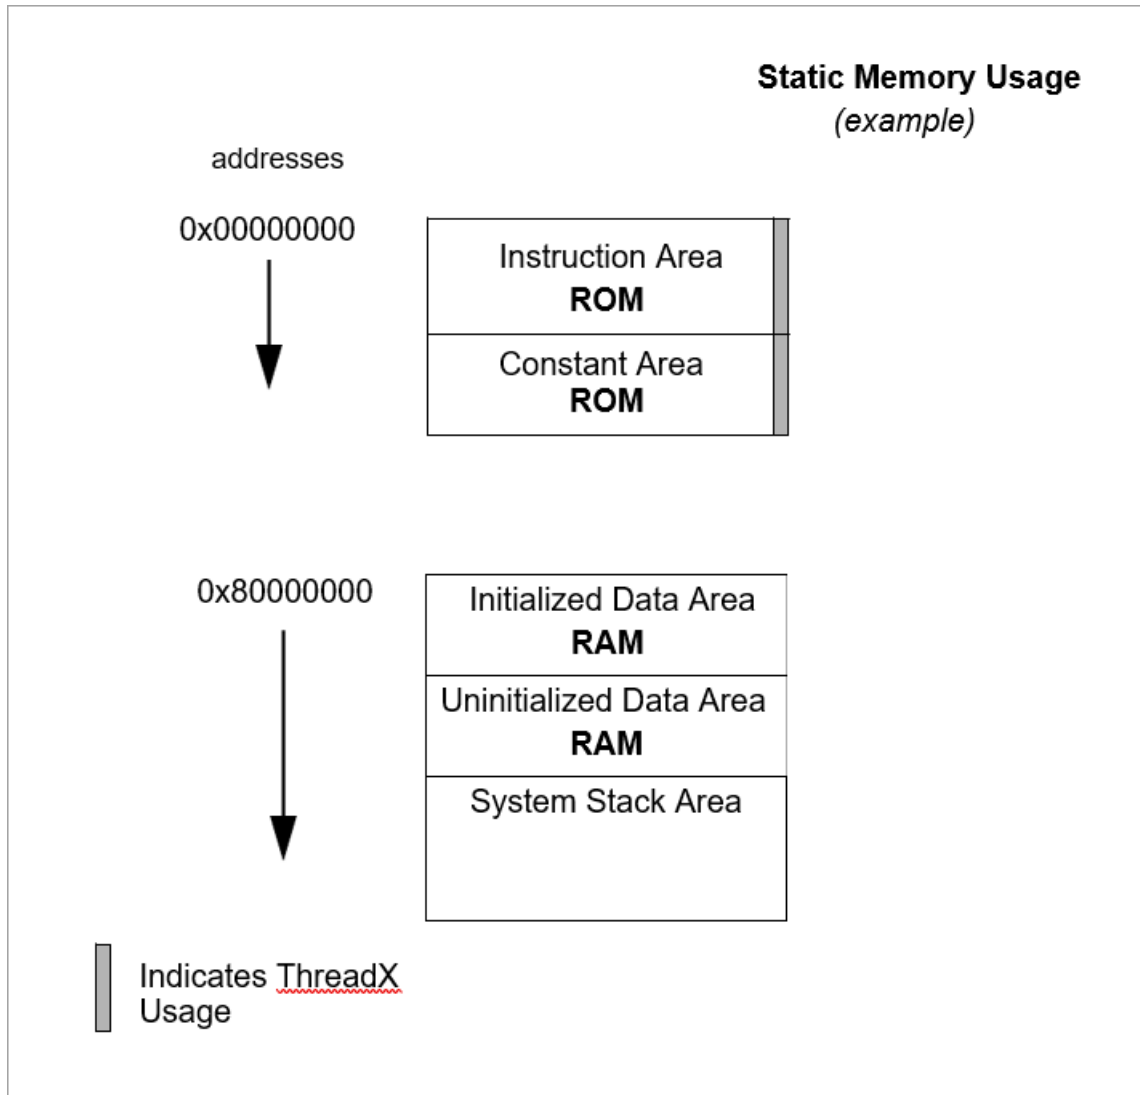 Static Memory Usage
(example)
addresses
0x00000000
Instruction Area
ROM
Constant Area
ROM
0x80000000
Initialized Data Area
RAM
Uninitialized Data Area
RAM
System Stack Area
Indicates ThreadX
Usage